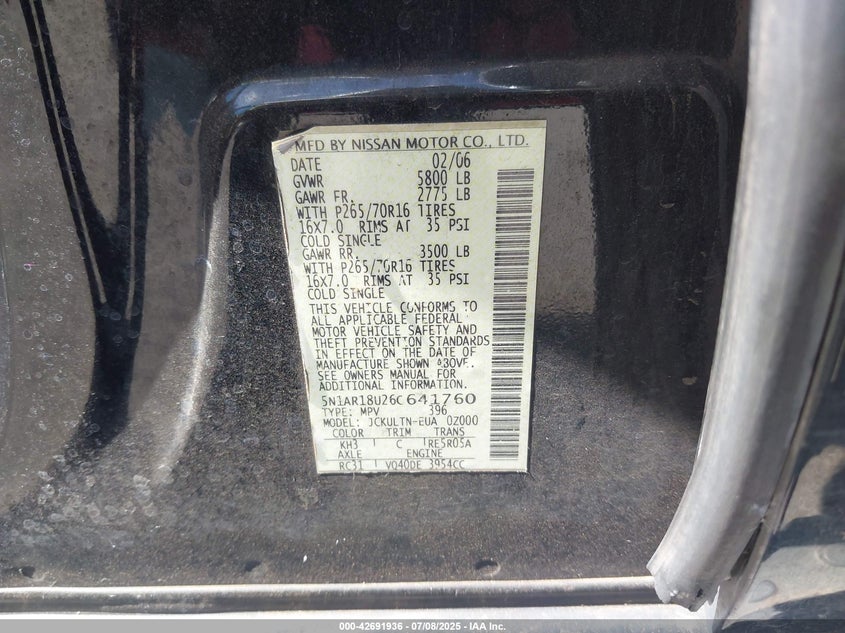 MFD BY NISSAN MOTOR CO., LTD.
DATE 02/06
GVWR 5800 LB
GAWR FR. 2775 LB
WITH P265/70R16 TIRES
16X7.0 RIMS AT 35 PSI
COLD SINGLE
GAWR RR. 3500 LB
WITH P265/70R16 TIRES
16X7.0 RIMS AT 35 PSI
COLD SINGLE
THIS VEHICLE CONFORMS TO
ALL APPLICABLE FEDERAL
MOTOR VEHICLE SAFETY AND
THEFT PREVENTION STANDARDS
IN EFFECT ON THE DATE OF
MANUFACTURE SHOWN ABOVE.
SEE OWNERS MANUAL FOR
ADDITIONAL INFORMATION.
5N1AR18U26C641760
TYPE: MPV 396
MODEL: JCKULTN-EUA 0Z000
COLOR TRIM TRANS
KH3 C RE5R05A
AXLE ENGINE
RC31 VQ40DE 3954CC
000-42691936 - 07/08/2025 - IAA Inc.